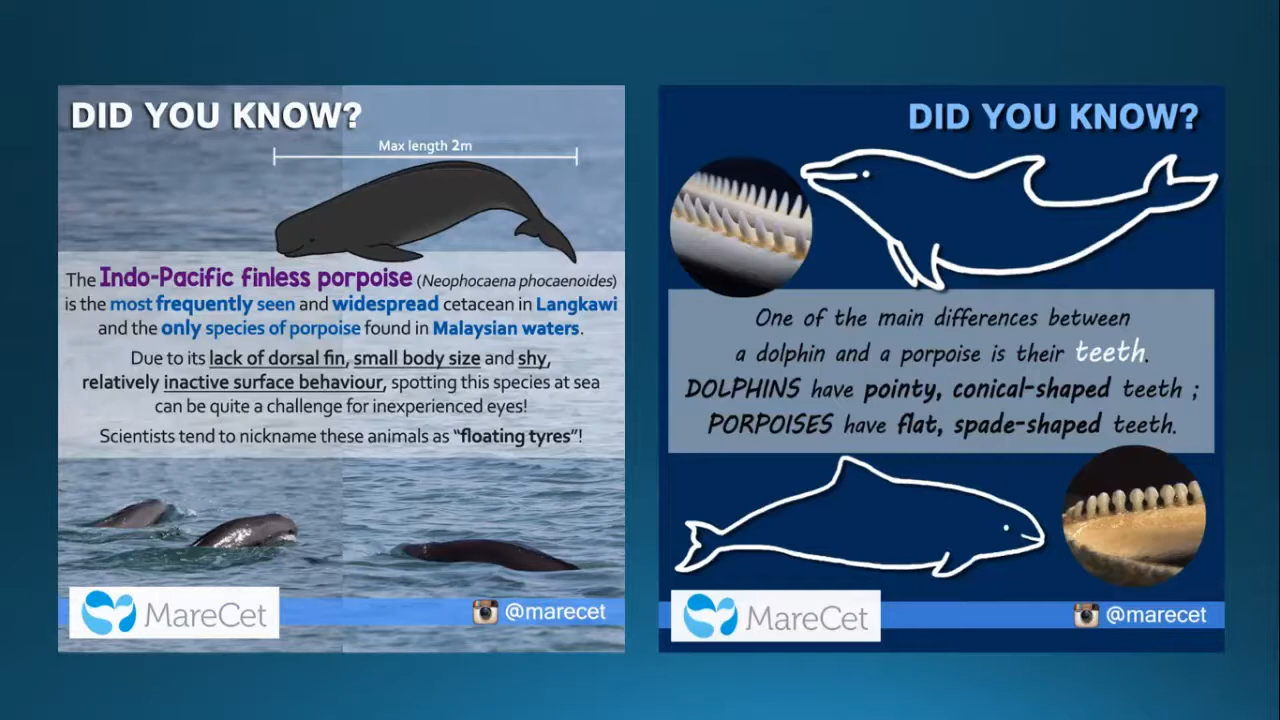 DID YOU KNOW?
Max length 2m
The Indo-Pacific finless porpoise (Neophocaena phocaenoides)
is the most frequently seen and widespread cetacean in Langkawi
and the only species of porpoise found in Malaysian waters.
Due to its lack of dorsal fin, small body size and shy,
relatively inactive surface behaviour, spotting this species at sea
can be quite a challenge for inexperienced eyes!
Scientists tend to nickname these animals as “floating tyres”!
MareCet
@marecet
DID YOU KNOW?
One of the main differences between
a dolphin and a porpoise is their teeth.
DOLPHINS have pointy, conical-shaped teeth ;
PORPOISES have flat, spade-shaped teeth.
MareCet
@marecet